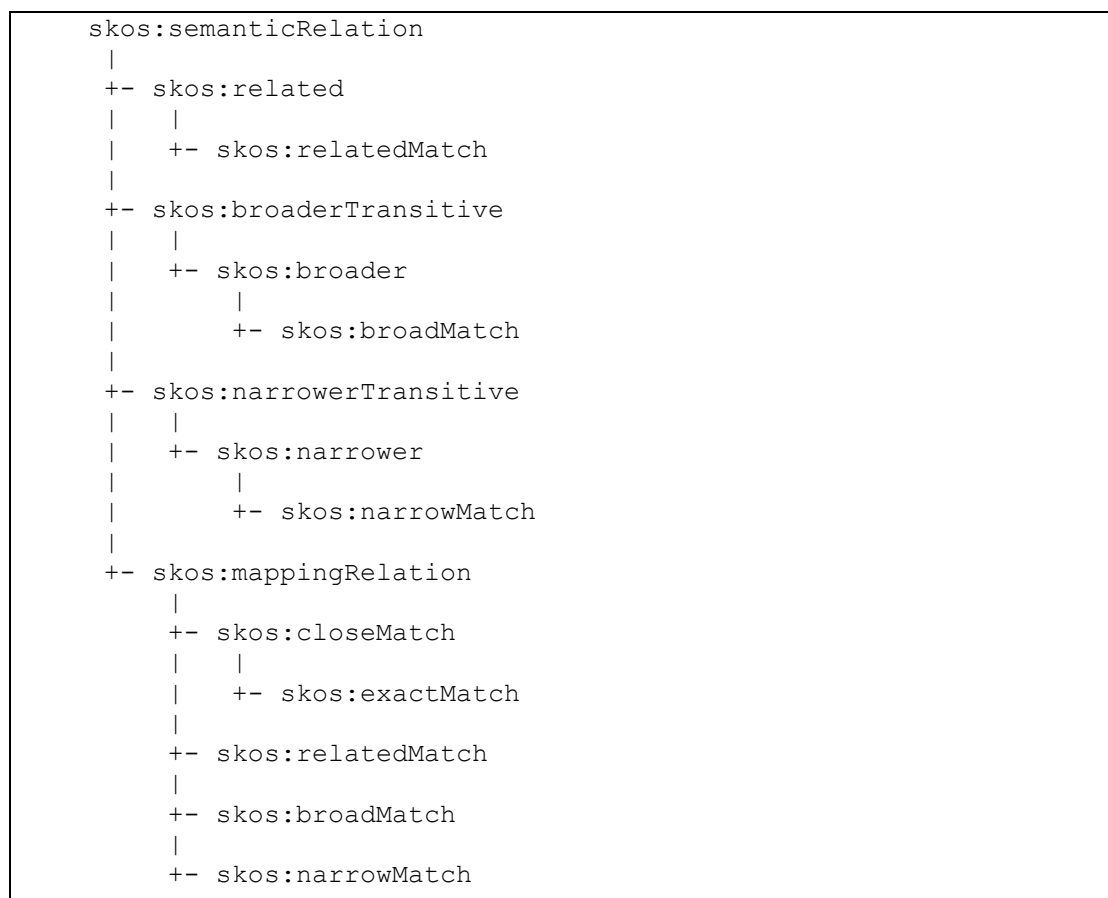 skos:semanticRelation
 |
 +- skos:related
 |   |
 |   +- skos:relatedMatch
 |
 +- skos:broaderTransitive
 |   |
 |   +- skos:broader
 |       |
 |       +- skos:broadMatch
 |
 +- skos:narrowerTransitive
 |   |
 |   +- skos:narrower
 |       |
 |       +- skos:narrowMatch
 |
 +- skos:mappingRelation
     |
     +- skos:closeMatch
     |   |
     |   +- skos:exactMatch
     |
     +- skos:relatedMatch
     |
     +- skos:broadMatch
     |
     +- skos:narrowMatch